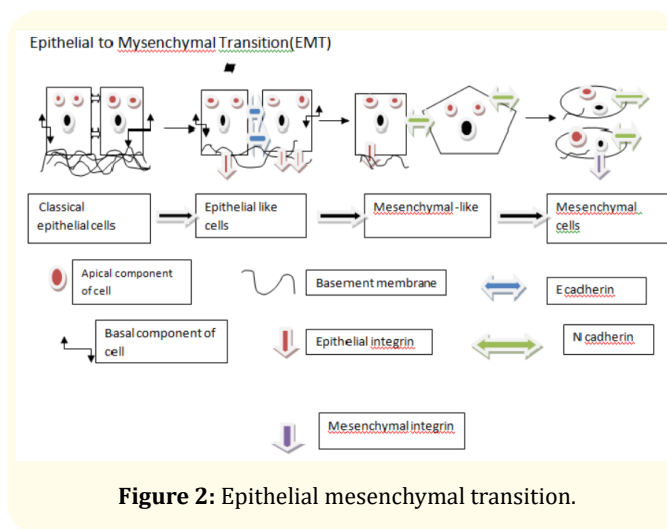 Epithelial to Mysenchymal Transition(EMT)
Classical
epithelial cells
Epithelial like
cells
Mesenchymal -like
Mesenchymal
cells
Apical component
of cell
Basement membrane
E cadherin
Basal component of
cell
Epithelial integrin
N cadherin
Mesenchymal integrin
Figure 2: Epithelial mesenchymal transition.